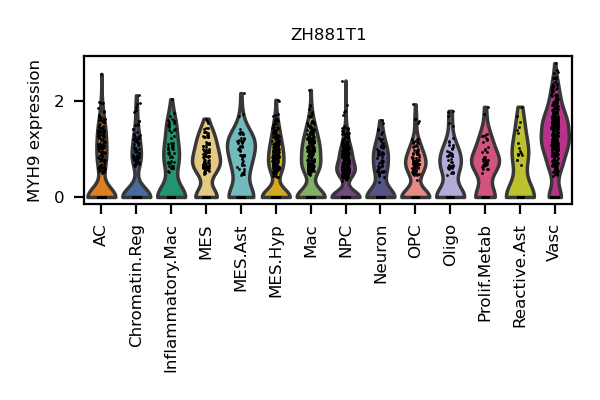 ZH881T1
MYH9 expression
2
0
AC
Chromatin.Reg
Inflammatory.Mac
MES
MES.Ast
MES.Hyp
Mac
NPC
Neuron
OPC
Oligo
Prolif.Metab
Reactive.Ast
Vasc